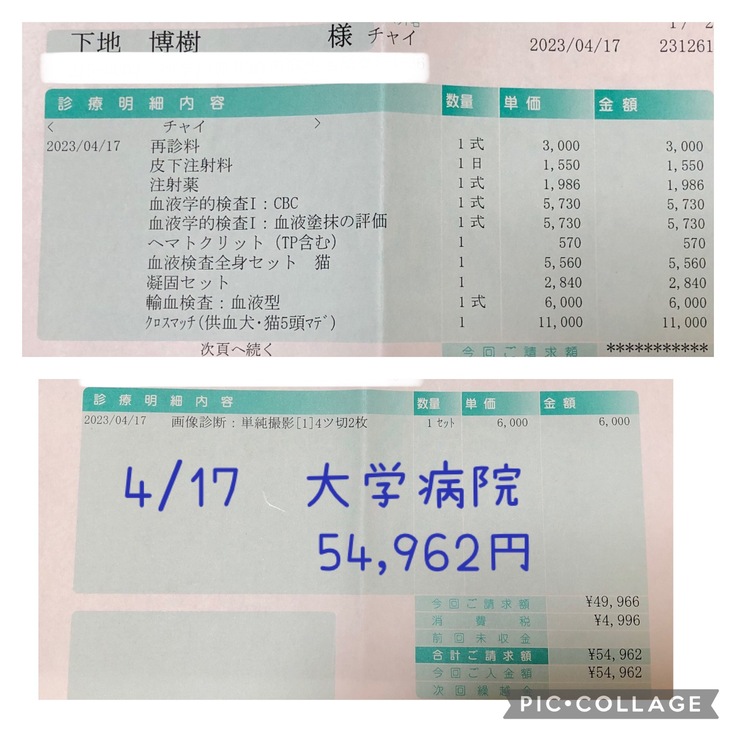 下地 博樹 様 チャイ
2023/04/17 231261
診療明細内容 数量 単価 金額
< チャイ >
2023/04/17 再診料 1 式 3,000 3,000
皮下注射料 1 日 1,550 1,550
注射薬 1 式 1,986 1,986
血液学的検査I：CBC 1 式 5,730 5,730
血液学的検査I：血液塗抹の評価 1 式 5,730 5,730
ヘマトクリット（TP含む） 1 570 570
血液検査全身セット 猫 1 5,560 5,560
凝固セット 1 2,840 2,840
輸血検査：血液型 1 式 6,000 6,000
ｸﾛｽﾏｯﾁ(供血犬・猫5頭ﾏﾃﾞ) 1 11,000 11,000
次頁へ続く 今回ご請求額 ***********
診療明細内容 数量 単価 金額
2023/04/17 画像診断：単純撮影[1]4ツ切2枚 1 ｾｯﾄ 6,000 6,000
4/17 大学病院
54,962円
今回ご請求額 ¥49,966
消費税 ¥4,996
前回未収金
合計ご請求額 ¥54,962
今回ご入金額 ¥54,962
次回繰越金
PIC•COLLAGE